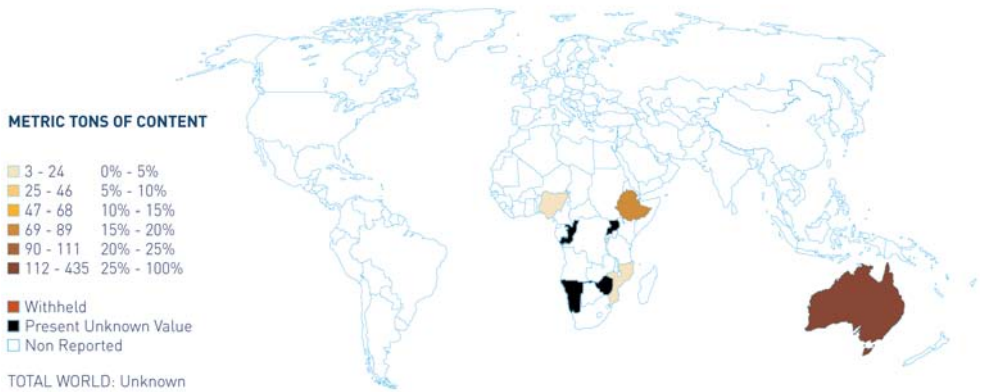 METRIC TONS OF CONTENT
3 - 24 0% - 5%
25 - 46 5% - 10%
47 - 68 10% - 15%
69 - 89 15% - 20%
90 - 111 20% - 25%
112 - 435 25% - 100%
Withheld
Present Unknown Value
Non Reported
TOTAL WORLD: Unknown